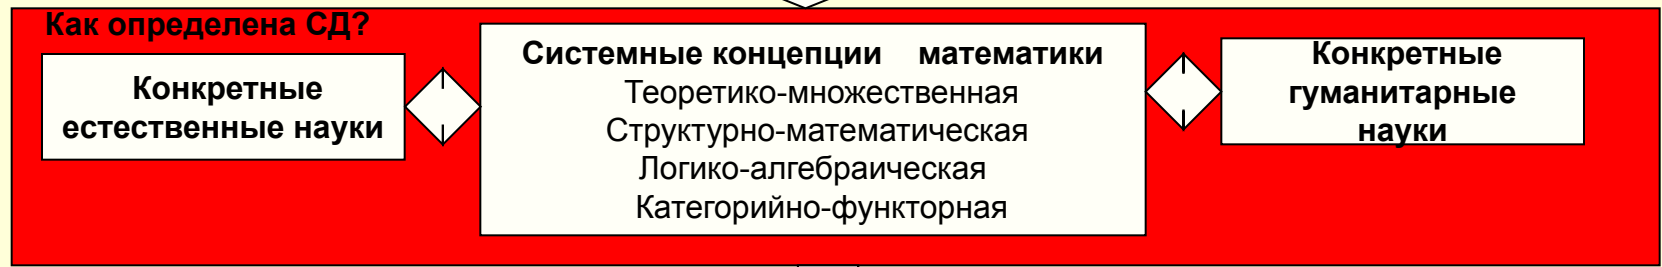 Как определена СД?
Конкретные
естественные науки
Системные концепции математики
Теоретико-множественная
Структурно-математическая
Логико-алгебраическая
Категорийно-функторная
Конкретные
гуманитарные
науки